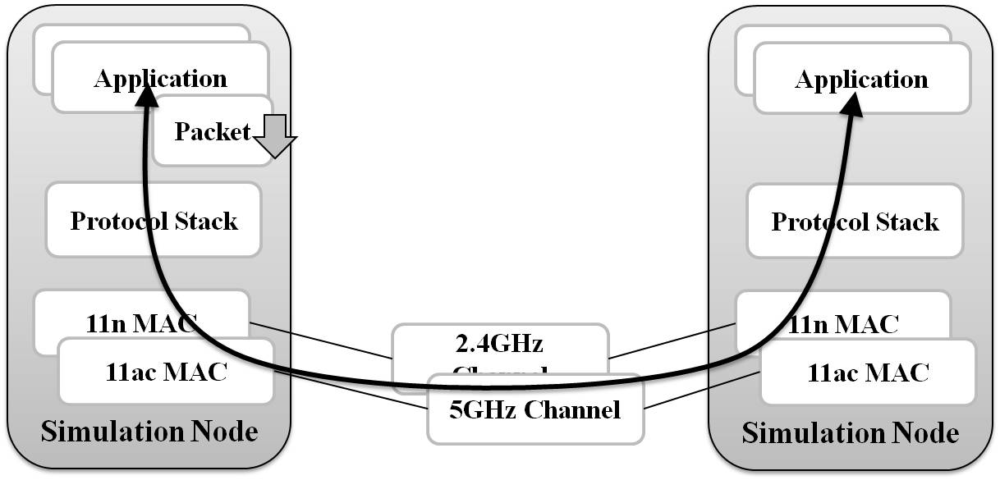 Application
Packet
Protocol Stack
11n MAC
11ac MAC
Simulation Node
2.4GHz
Channel
5GHz Channel
Application
Protocol Stack
11n MAC
11ac MAC
Simulation Node